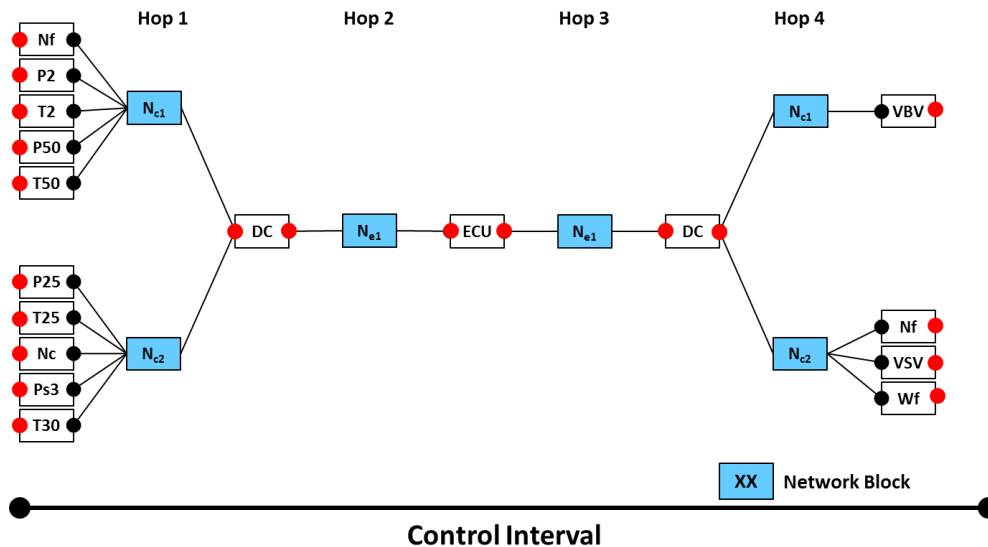 Hop 1
Hop 2
Hop 3
Hop 4
Nf
P2
T2
P50
T50
Nc1
P25
T25
Nc
Ps3
T30
Nc2
DC
Ne1
ECU
Ne1
DC
Nc1
VBV
Nc2
Nf
VSV
Wf
XX Network Block
Control Interval